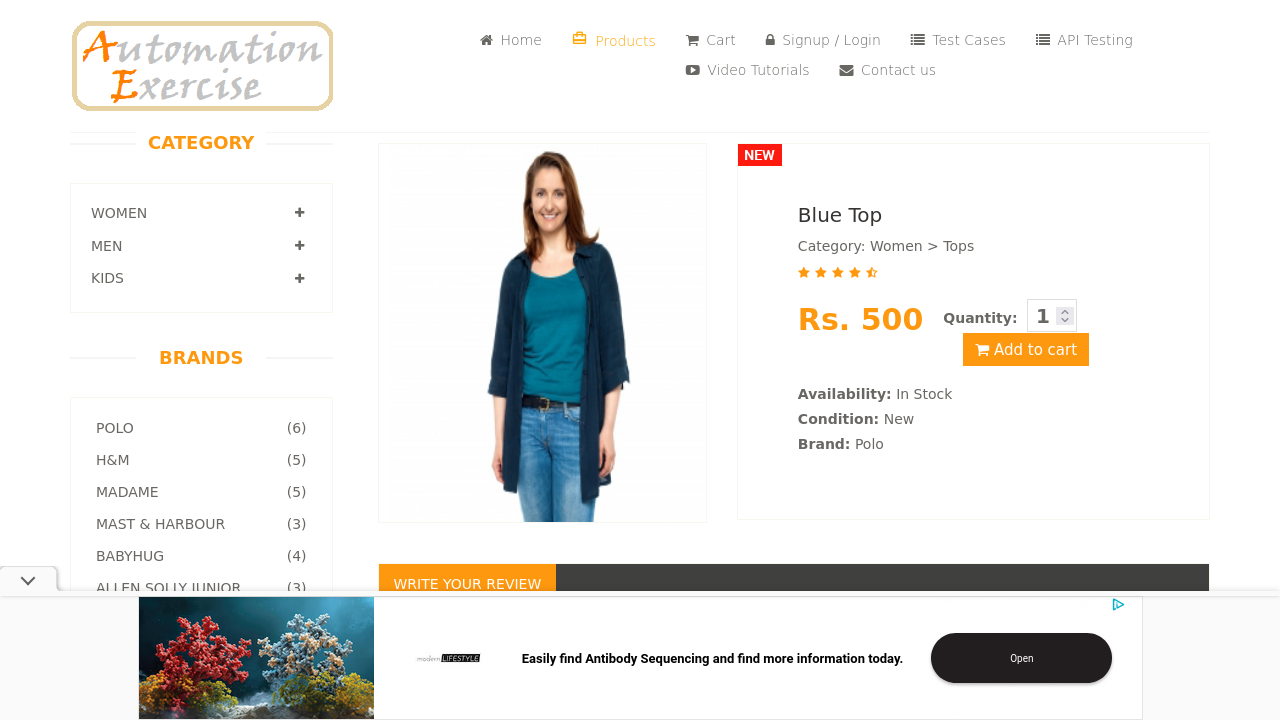 Automation
Exercise
Home
Products
Cart
Signup / Login
Test Cases
API Testing
Video Tutorials
Contact us
CATEGORY
WOMEN
MEN
KIDS
BRANDS
POLO (6)
H&M (5)
MADAME (5)
MAST & HARBOUR (3)
BABYHUG (4)
ALLEN SOLLY JUNIOR (3)
NEW
Blue Top
Category: Women > Tops
Rs. 500 Quantity: 1
Add to cart
Availability: In Stock
Condition: New
Brand: Polo
WRITE YOUR REVIEW
modern LIFESTYLE
Easily find Antibody Sequencing and find more information today.
Open